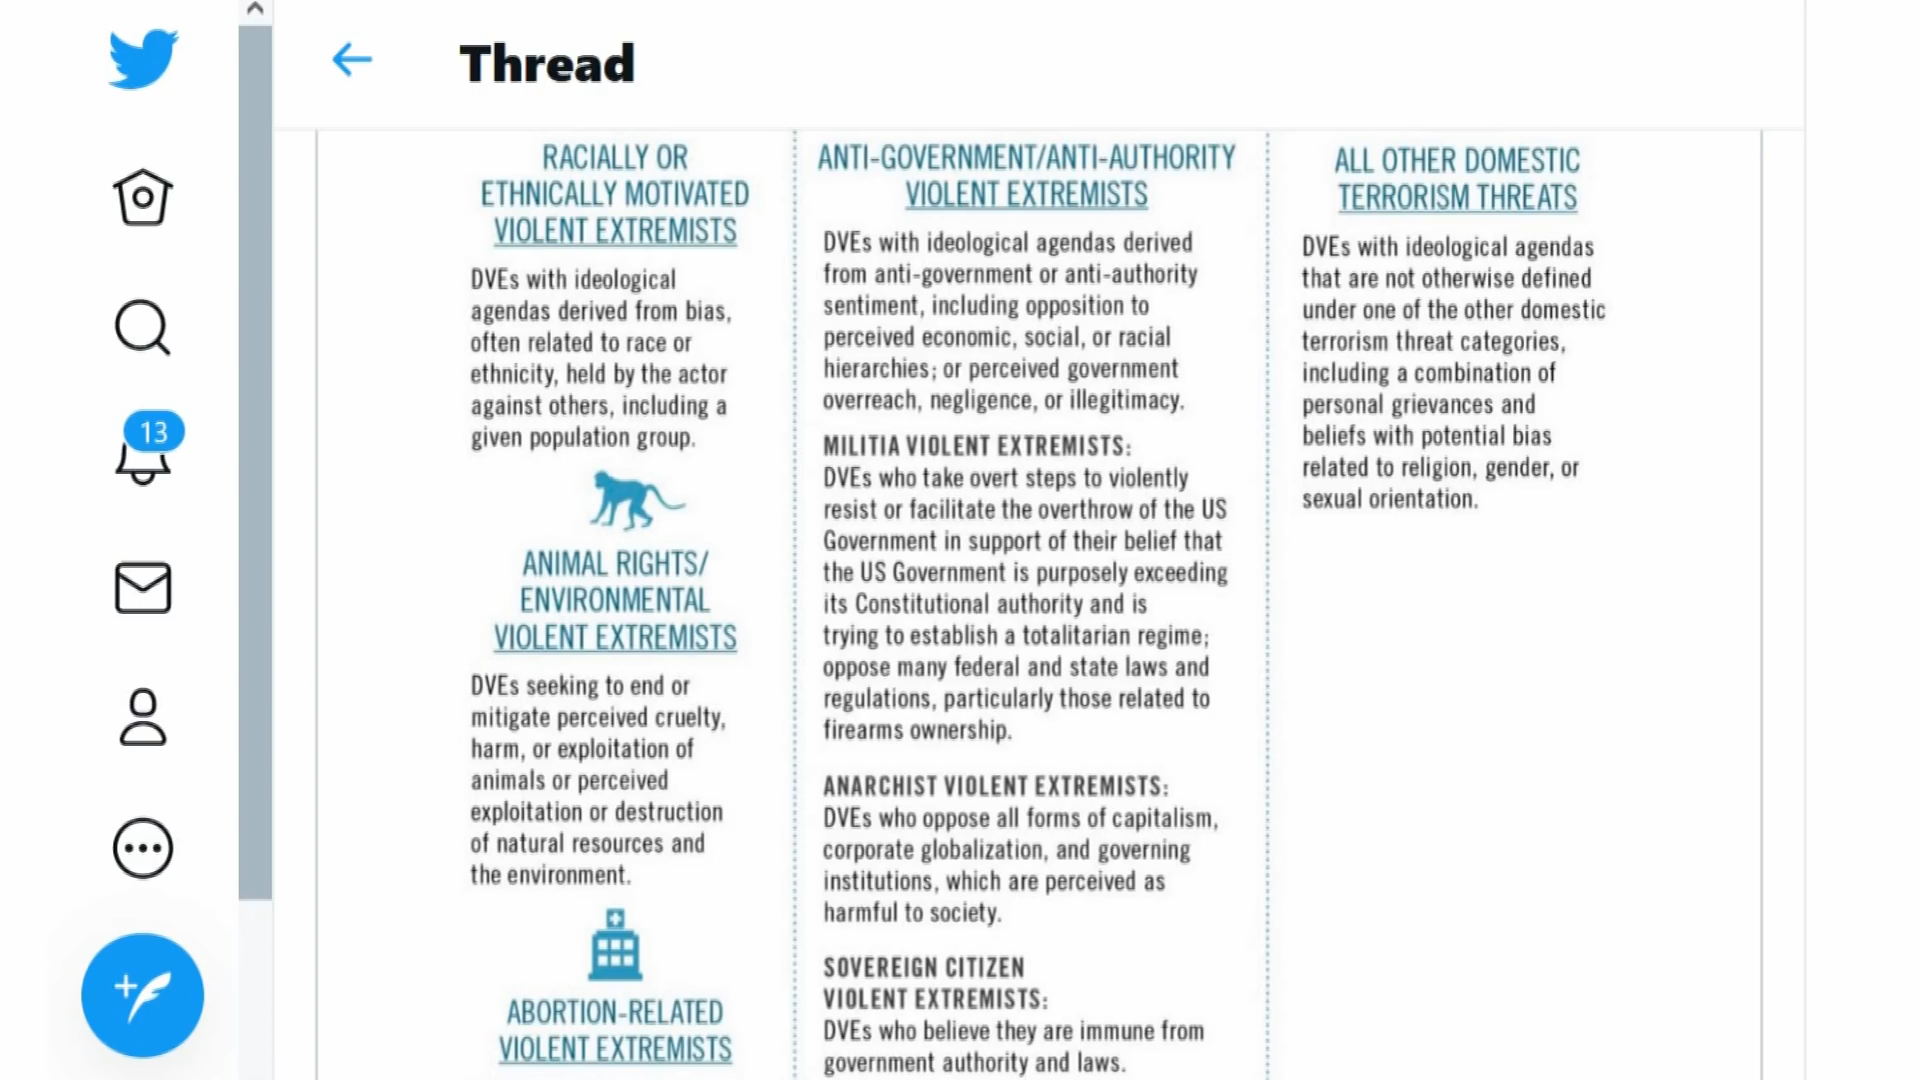 Thread
13
RACIALLY OR
ETHNICALLY MOTIVATED
VIOLENT EXTREMISTS
DVEs with ideological
agendas derived from bias,
often related to race or
ethnicity, held by the actor
against others, including a
given population group.
ANIMAL RIGHTS/
ENVIRONMENTAL
VIOLENT EXTREMISTS
DVEs seeking to end or
mitigate perceived cruelty,
harm, or exploitation of
animals or perceived
exploitation or destruction
of natural resources and
the environment.
ABORTION-RELATED
VIOLENT EXTREMISTS
ANTI-GOVERNMENT/ANTI-AUTHORITY
VIOLENT EXTREMISTS
DVEs with ideological agendas derived
from anti-government or anti-authority
sentiment, including opposition to
perceived economic, social, or racial
hierarchies; or perceived government
overreach, negligence, or illegitimacy.
MILITIA VIOLENT EXTREMISTS:
DVEs who take overt steps to violently
resist or facilitate the overthrow of the US
Government in support of their belief that
the US Government is purposely exceeding
its Constitutional authority and is
trying to establish a totalitarian regime;
oppose many federal and state laws and
regulations, particularly those related to
firearms ownership.
ANARCHIST VIOLENT EXTREMISTS:
DVEs who oppose all forms of capitalism,
corporate globalization, and governing
institutions, which are perceived as
harmful to society.
SOVEREIGN CITIZEN
VIOLENT EXTREMISTS:
DVEs who believe they are immune from
government authority and laws.
ALL OTHER DOMESTIC
TERRORISM THREATS
DVEs with ideological agendas
that are not otherwise defined
under one of the other domestic
terrorism threat categories,
including a combination of
personal grievances and
beliefs with potential bias
related to religion, gender, or
sexual orientation.